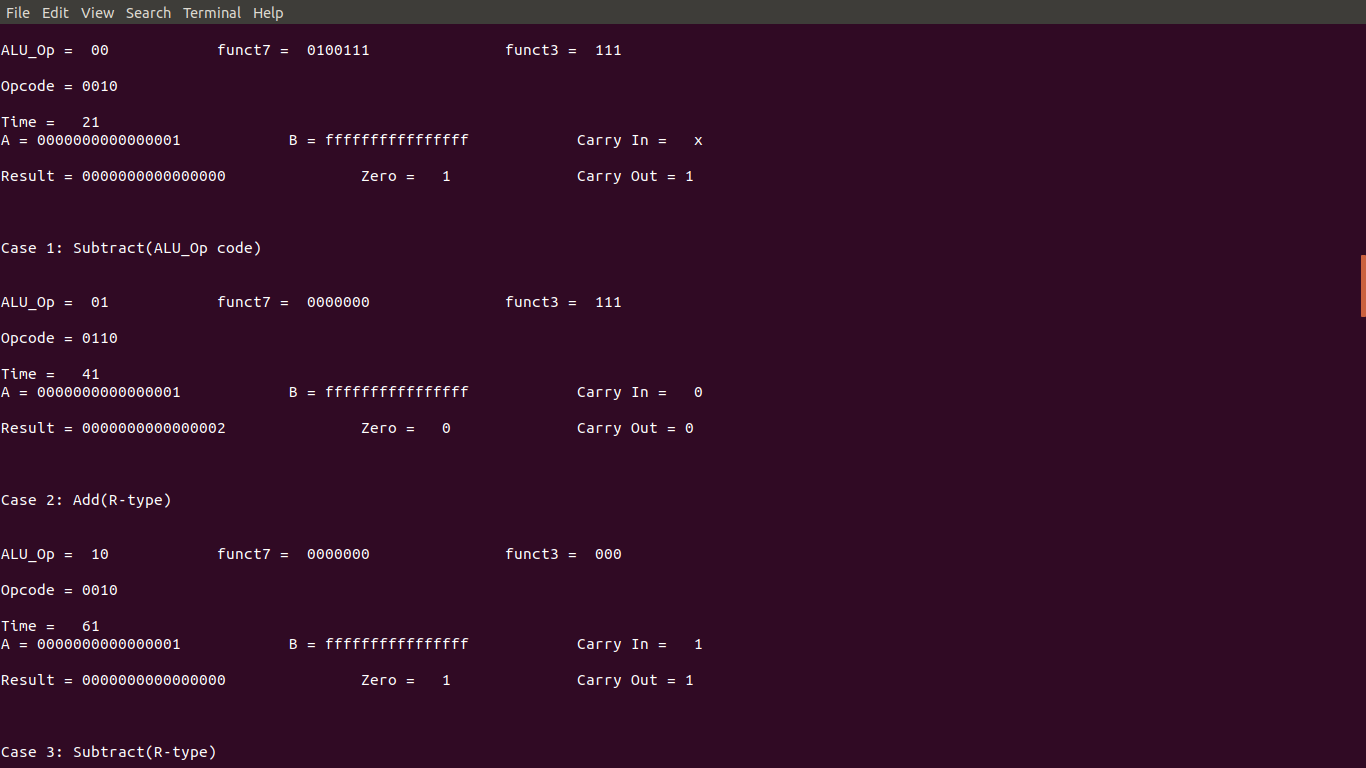 File Edit View Search Terminal Help
ALU_Op =  00            funct7 =  0100111               funct3 =  111
Opcode = 0010
Time =   21
A = 0000000000000001            B = ffffffffffffffff            Carry In =   x
Result = 0000000000000000               Zero =   1              Carry Out = 1
Case 1: Subtract(ALU_Op code)
ALU_Op =  01            funct7 =  0000000               funct3 =  111
Opcode = 0110
Time =   41
A = 0000000000000001            B = ffffffffffffffff            Carry In =   0
Result = 0000000000000002               Zero =   0              Carry Out = 0
Case 2: Add(R-type)
ALU_Op =  10            funct7 =  0000000               funct3 =  000
Opcode = 0010
Time =   61
A = 0000000000000001            B = ffffffffffffffff            Carry In =   1
Result = 0000000000000000               Zero =   1              Carry Out = 1
Case 3: Subtract(R-type)